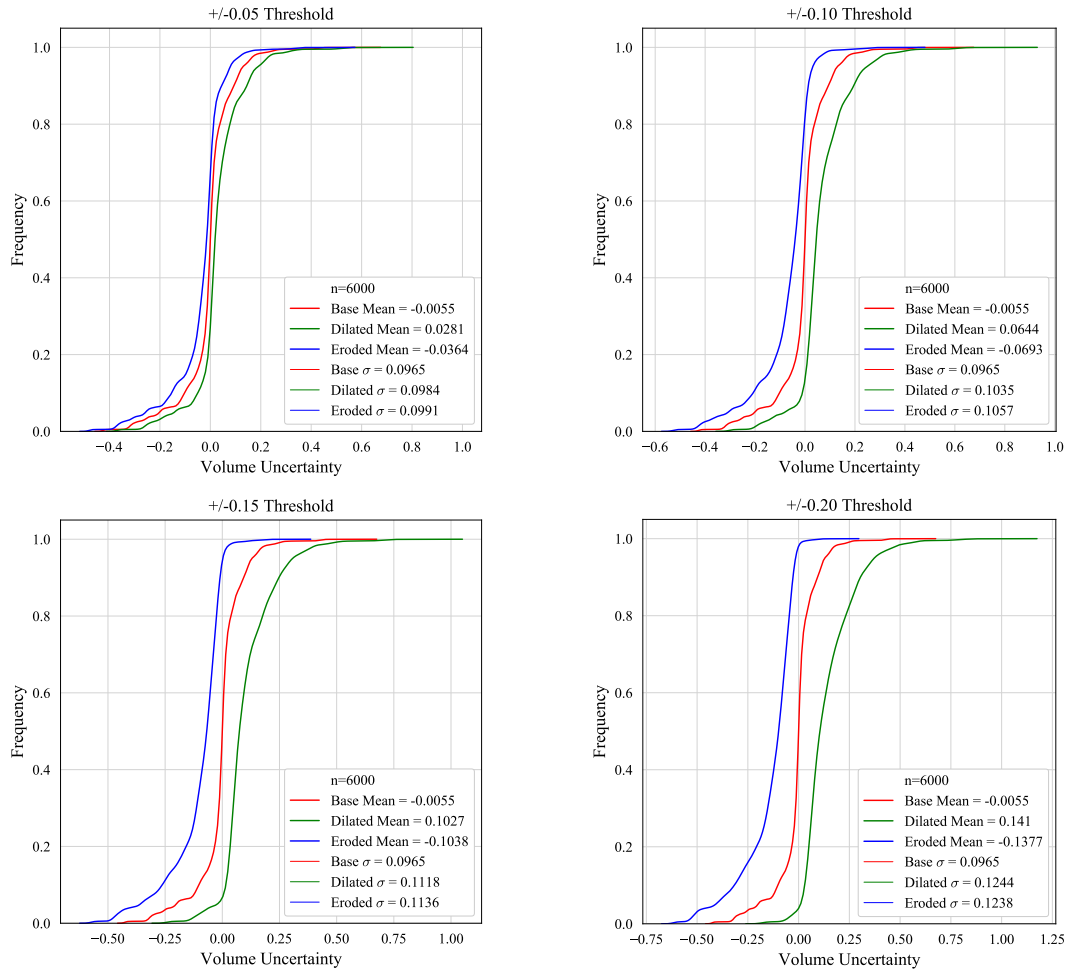 +/-0.05 Threshold
1.0
0.8
0.6
0.4
0.2
0.0
Frequency
n=6000
Base Mean = -0.0055
Dilated Mean = 0.0281
Eroded Mean = -0.0364
Base σ = 0.0965
Dilated σ = 0.0984
Eroded σ = 0.0991
−0.4 −0.2 0.0 0.2 0.4 0.6 0.8 1.0
Volume Uncertainty
+/-0.10 Threshold
1.0
0.8
0.6
0.4
0.2
0.0
Frequency
n=6000
Base Mean = -0.0055
Dilated Mean = 0.0644
Eroded Mean = -0.0693
Base σ = 0.0965
Dilated σ = 0.1035
Eroded σ = 0.1057
−0.6 −0.4 −0.2 0.0 0.2 0.4 0.6 0.8 1.0
Volume Uncertainty
+/-0.15 Threshold
1.0
0.8
0.6
0.4
0.2
0.0
Frequency
n=6000
Base Mean = -0.0055
Dilated Mean = 0.1027
Eroded Mean = -0.1038
Base σ = 0.0965
Dilated σ = 0.1118
Eroded σ = 0.1136
−0.50 −0.25 0.00 0.25 0.50 0.75 1.00
Volume Uncertainty
+/-0.20 Threshold
1.0
0.8
0.6
0.4
0.2
0.0
Frequency
n=6000
Base Mean = -0.0055
Dilated Mean = 0.141
Eroded Mean = -0.1377
Base σ = 0.0965
Dilated σ = 0.1244
Eroded σ = 0.1238
−0.75 −0.50 −0.25 0.00 0.25 0.50 0.75 1.00 1.25
Volume Uncertainty